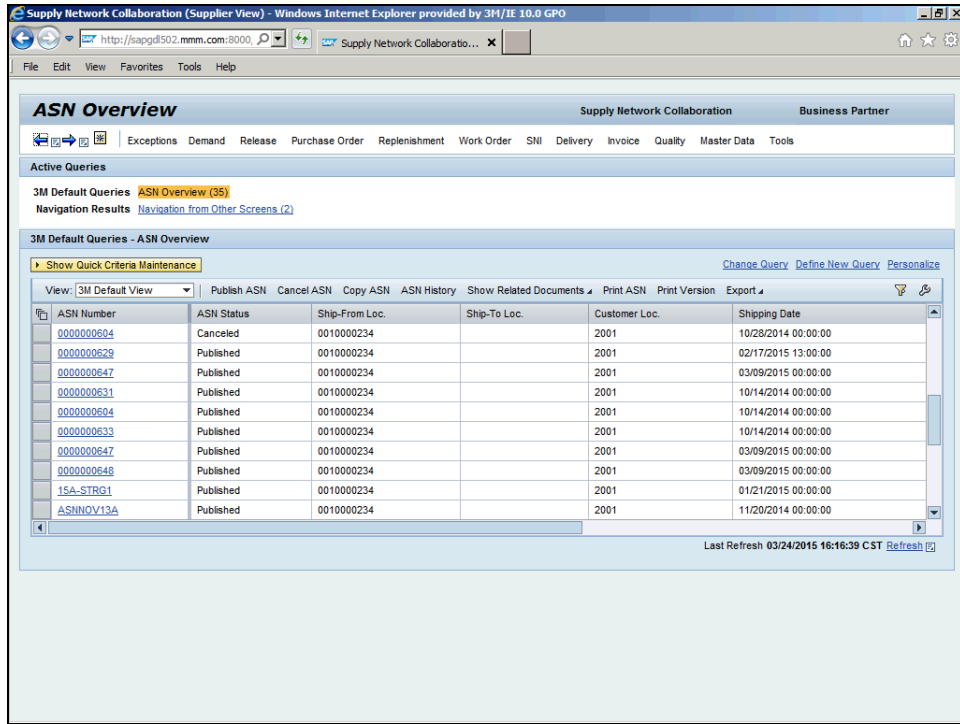 Supply Network Collaboration (Supplier View) - Windows Internet Explorer provided by 3M/IE 10.0 GPO
http://sapgdl502.mmm.com:8000, Supply Network Collaboratio...
File Edit View Favorites Tools Help
ASN Overview Supply Network Collaboration Business Partner
Exceptions Demand Release Purchase Order Replenishment Work Order SNI Delivery Invoice Quality Master Data Tools
Active Queries
3M Default Queries ASN Overview (35)
Navigation Results Navigation from Other Screens (2)
3M Default Queries - ASN Overview
Show Quick Criteria Maintenance Change Query Define New Query Personalize
View: 3M Default View Publish ASN Cancel ASN Copy ASN ASN History Show Related Documents Print ASN Print Version Export
ASN Number ASN Status Ship-From Loc. Ship-To Loc. Customer Loc. Shipping Date
0000000604 Canceled 0010000234 2001 10/28/2014 00:00:00
0000000629 Published 0010000234 2001 02/17/2015 13:00:00
0000000647 Published 0010000234 2001 03/09/2015 00:00:00
0000000631 Published 0010000234 2001 10/14/2014 00:00:00
0000000604 Published 0010000234 2001 10/14/2014 00:00:00
0000000633 Published 0010000234 2001 10/14/2014 00:00:00
0000000647 Published 0010000234 2001 03/09/2015 00:00:00
0000000648 Published 0010000234 2001 03/09/2015 00:00:00
15A-STRG1 Published 0010000234 2001 01/21/2015 00:00:00
ASNNOV13A Published 0010000234 2001 11/20/2014 00:00:00
Last Refresh 03/24/2015 16:16:39 CST Refresh